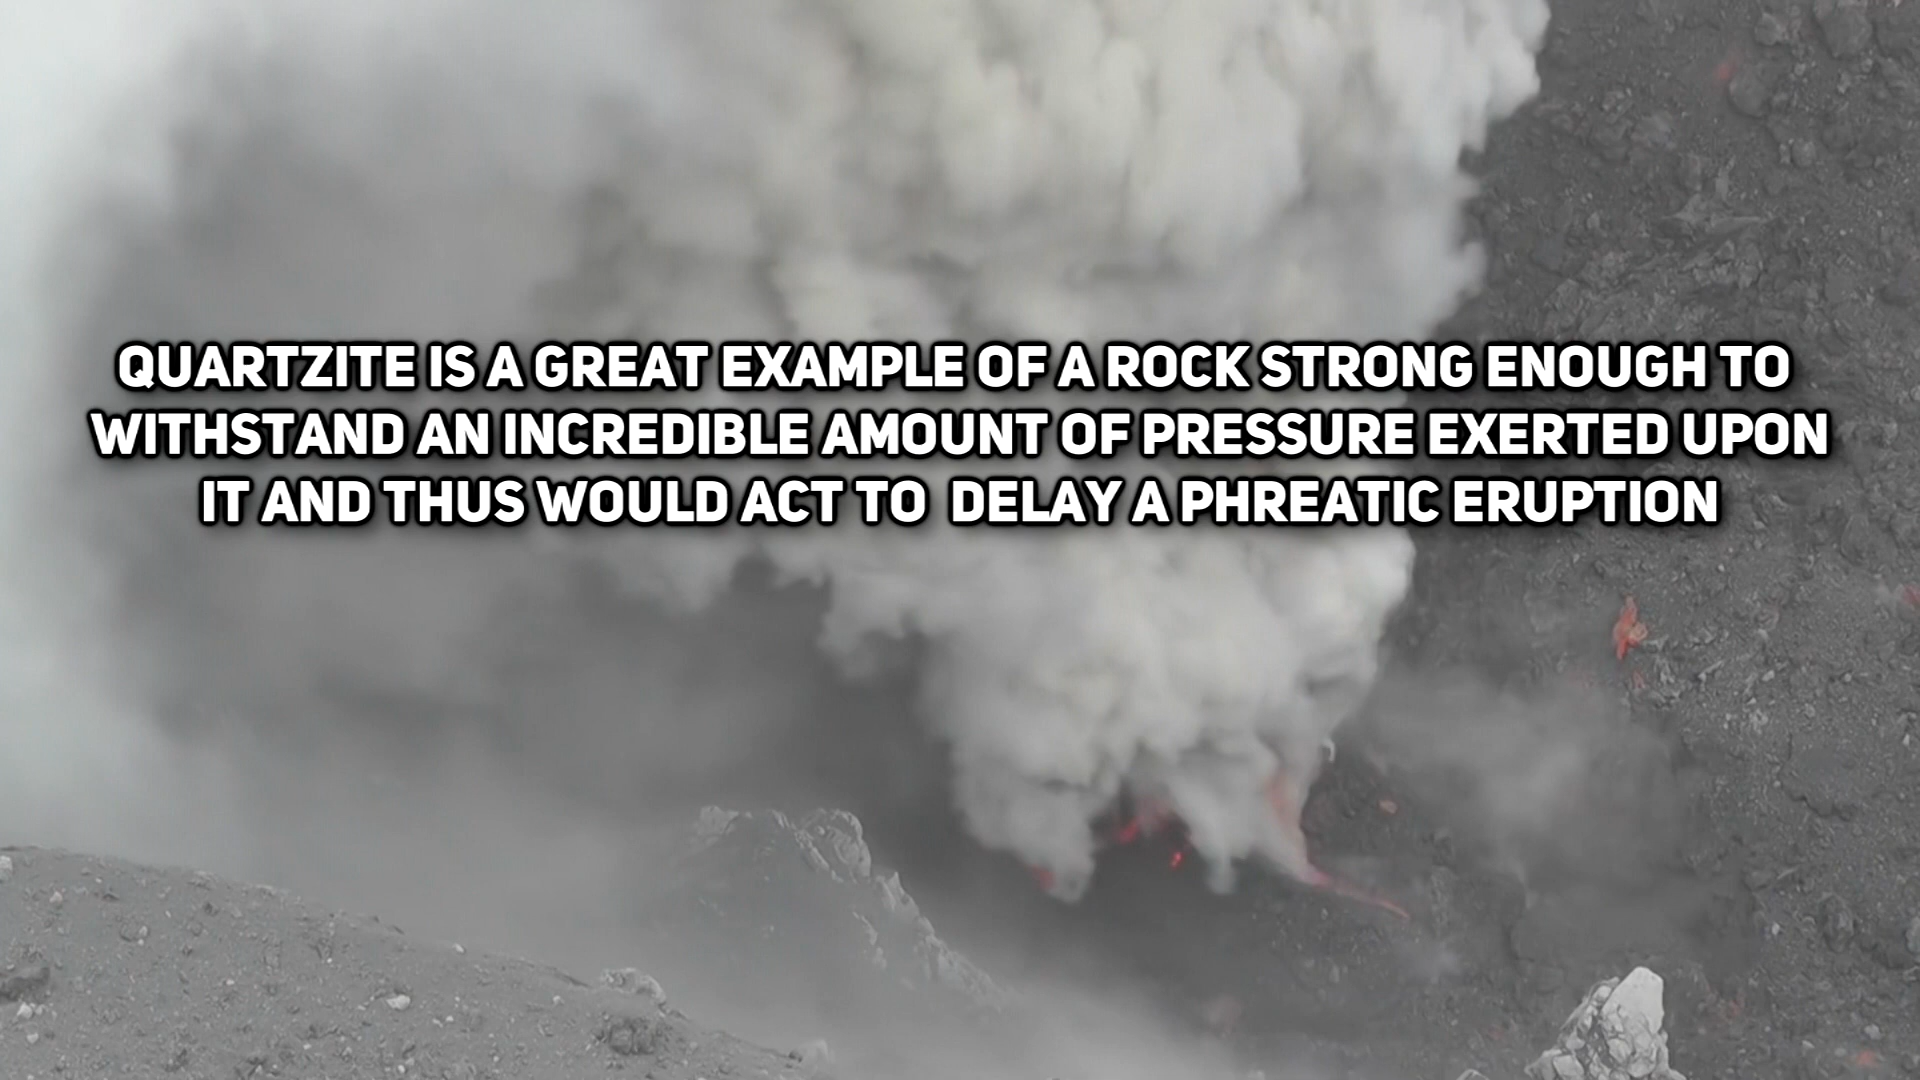 QUARTZITE IS A GREAT EXAMPLE OF A ROCK STRONG ENOUGH TO
WITHSTAND AN INCREDIBLE AMOUNT OF PRESSURE EXERTED UPON
IT AND THUS WOULD ACT TO  DELAY A PHREATIC ERUPTION